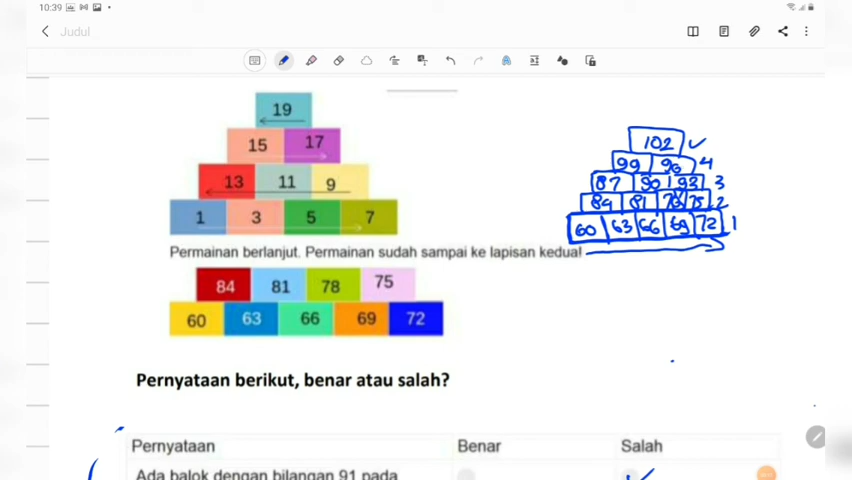 10:39
Judul
19
15 17
13 11 9
1 3 5 7
102
99 96 4
87 90 93 3
84 81 78 75 2
60 63 66 69 72 1
Permainan berlanjut. Permainan sudah sampai ke lapisan kedua!
84 81 78 75
60 63 66 69 72
Pernyataan berikut, benar atau salah?
Pernyataan Benar Salah
Ada balok dengan bilangan 91 pada